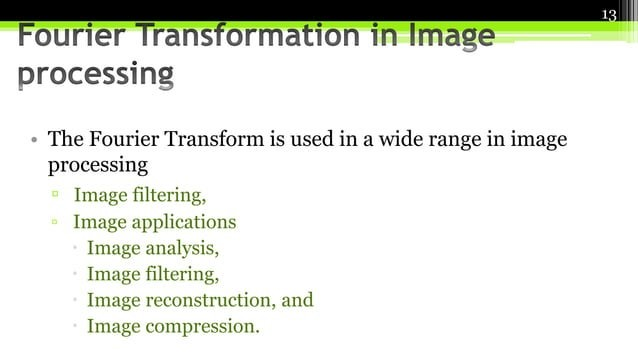 13
Fourier Transformation in Image
processing
• The Fourier Transform is used in a wide range in image
processing
▫ Image filtering,
▫ Image applications
Image analysis,
Image filtering,
Image reconstruction, and
Image compression.